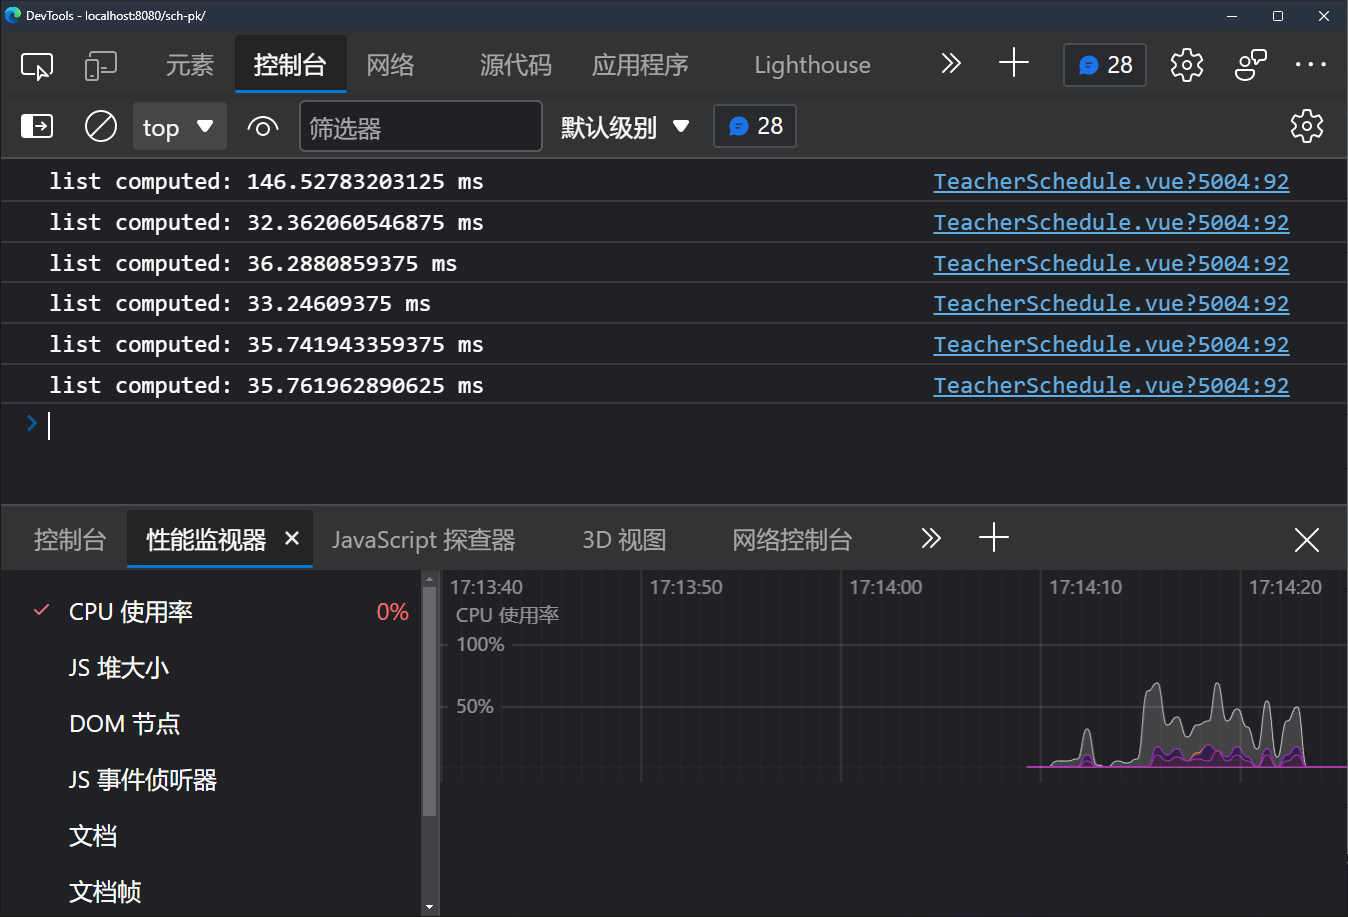 DevTools - localhost:8080/sch-pk/
元素 控制台 网络 源代码 应用程序 Lighthouse 28
top 筛选器 默认级别 28
list computed: 146.52783203125 ms TeacherSchedule.vue?5004:92
list computed: 32.362060546875 ms TeacherSchedule.vue?5004:92
list computed: 36.2880859375 ms TeacherSchedule.vue?5004:92
list computed: 33.24609375 ms TeacherSchedule.vue?5004:92
list computed: 35.741943359375 ms TeacherSchedule.vue?5004:92
list computed: 35.761962890625 ms TeacherSchedule.vue?5004:92
控制台 性能监视器 JavaScript 探查器 3D 视图 网络控制台
17:13:40 17:13:50 17:14:00 17:14:10 17:14:20
CPU 使用率 0%
JS 堆大小
DOM 节点
JS 事件侦听器
文档
文档帧
CPU 使用率
100%
50%